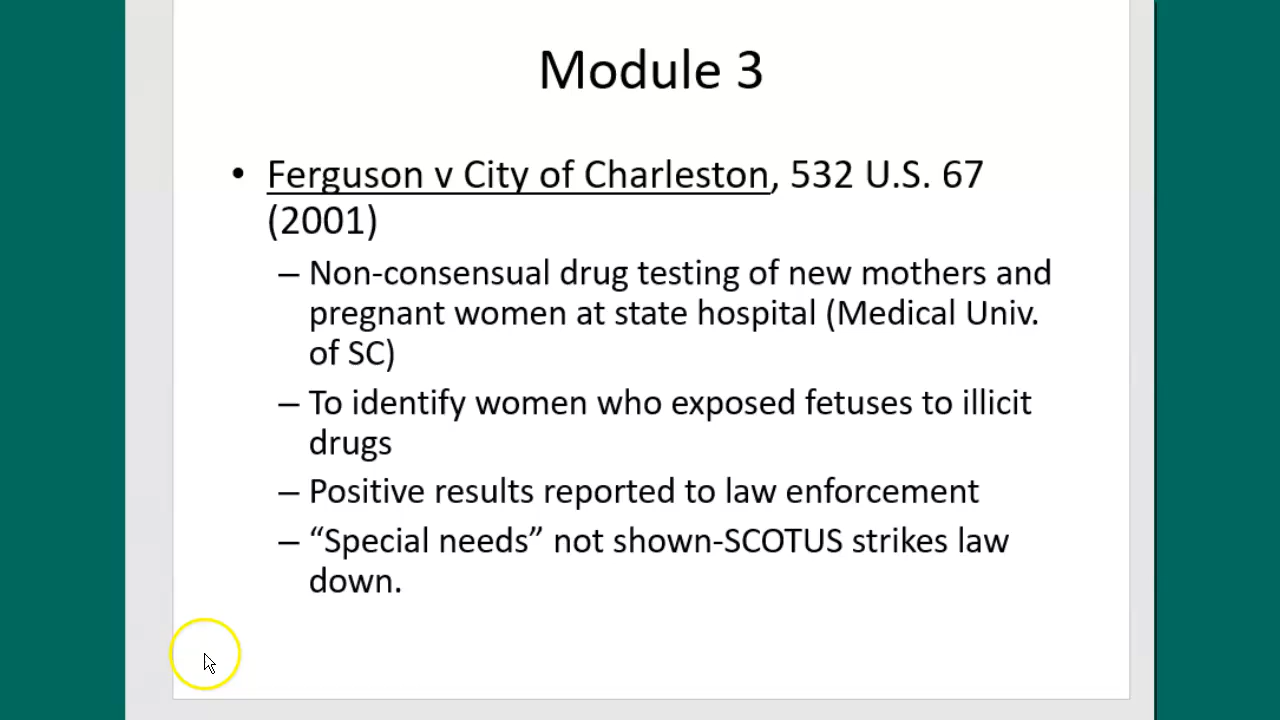 Module 3
• Ferguson v City of Charleston, 532 U.S. 67
(2001)
– Non-consensual drug testing of new mothers and
pregnant women at state hospital (Medical Univ.
of SC)
– To identify women who exposed fetuses to illicit
drugs
– Positive results reported to law enforcement
– “Special needs” not shown-SCOTUS strikes law
down.